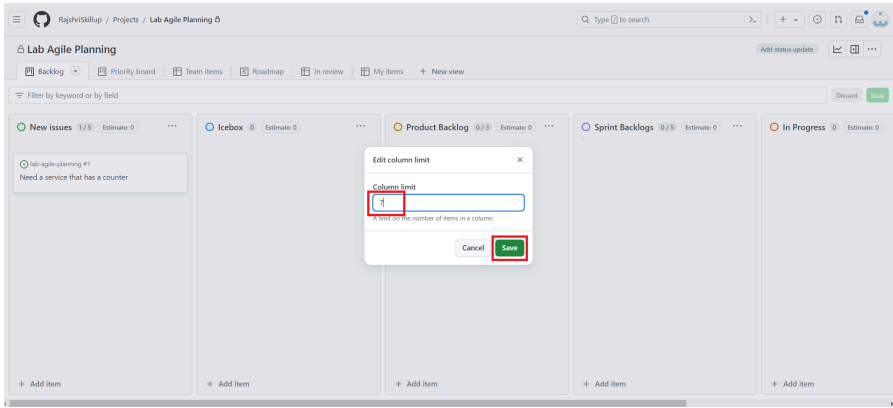 RajshriSkillup / Projects / Lab Agile Planning
Type / to search
Lab Agile Planning
Add status update
Backlog
Priority board
Team items
Roadmap
In review
My items
+ New view
Filter by keyword or by field
Discard
Save
New issues 1/5 Estimate: 0 ...
Icebox 0 Estimate: 0 ...
Product Backlog 0/3 Estimate: 0 ...
Sprint Backlogs 0/5 Estimate: 0 ...
In Progress 0 Estimate: 0
lab-agile-planning #1
Need a service that has a counter
Edit column limit ×
Column limit
7
A limit on the number of items in a column
Cancel
Save
+ Add item
+ Add item
+ Add item
+ Add item
+ Add item